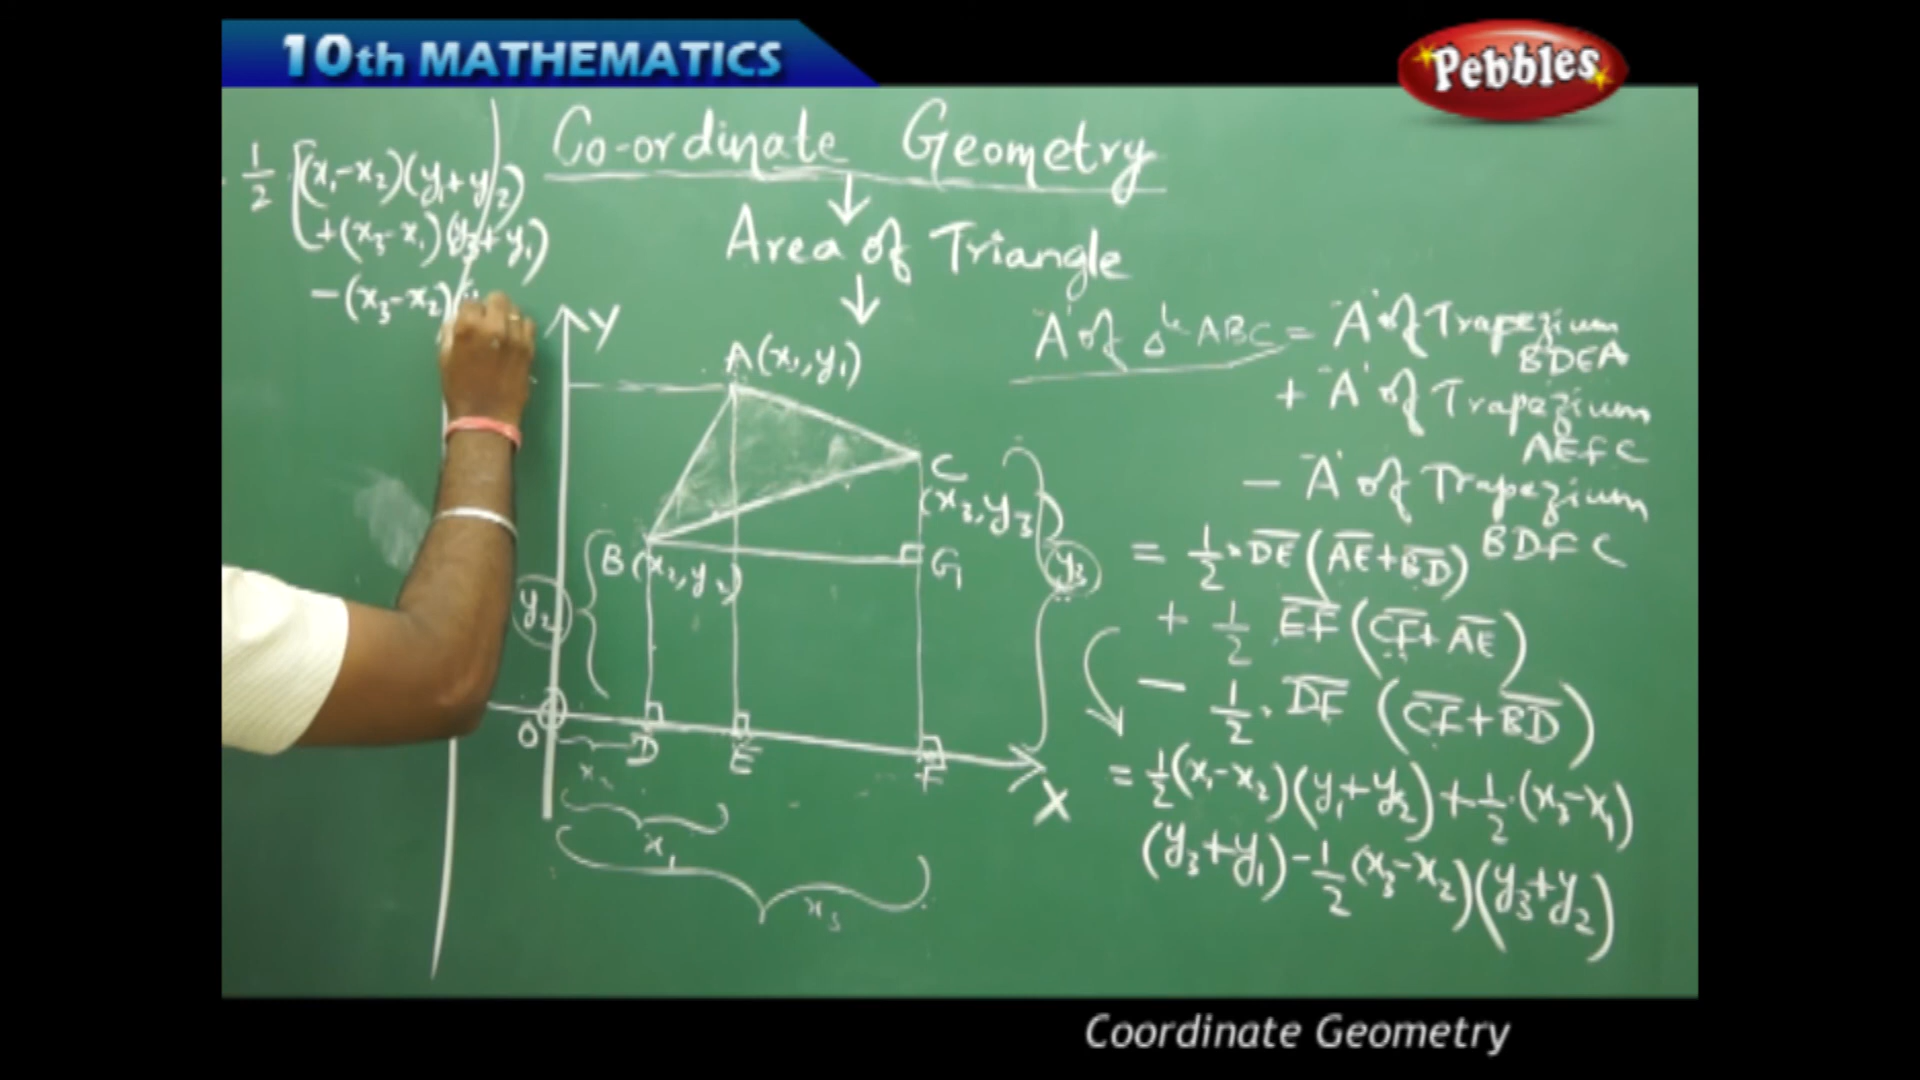 10th MATHEMATICS
Pebbles
Co-ordinate Geometry
Area of Triangle
1/2 [(x₁-x₂)(y₁+y₂)
+(x₃-x₁)(y₃+y₁)
-(x₃-x₂)(
Y
A(x₁,y₁)
C
(x₃,y₃)
B(x₂,y₂)
G
y₂
y₃
O
D
E
F
X
x₂
x₁
x₃
A' of Δle ABC = A' of Trapezium
BDEA
+ A' of Trapezium
AEFC
- A' of Trapezium
BDFC
= 1/2 · DE (AE+BD)
+ 1/2 EF (CF+AE)
- 1/2 · DF (CF+BD)
= 1/2 (x₁-x₂)(y₁+y₂)+1/2·(x₃-x₁)
(y₃+y₁)-1/2(x₃-x₂)(y₃+y₂)
Coordinate Geometry